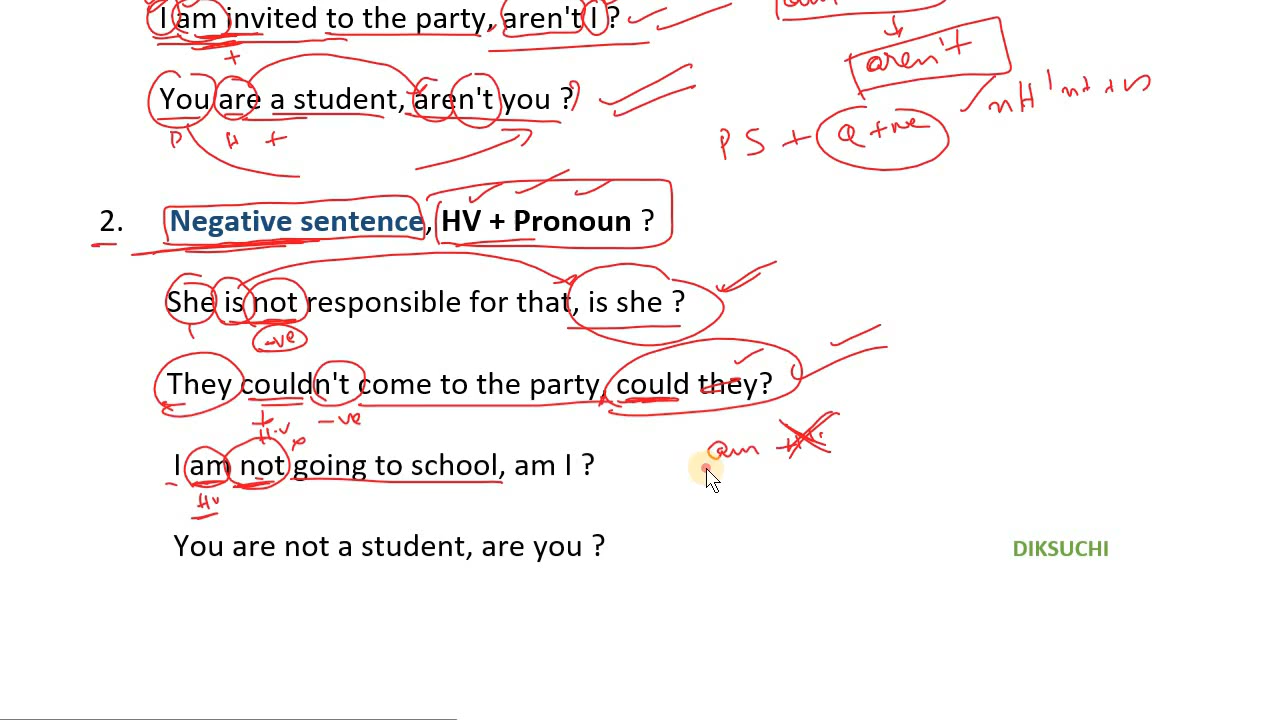 I am invited to the party, aren't I ?
+
aren't
You are a student, aren't you ?
P H +
PS + Q +ve
2. Negative sentence, HV + Pronoun ?
She is not responsible for that, is she ?
-ve
They couldn't come to the party, could they?
+ -ve
H.V
am
I am not going to school, am I ?
HV
You are not a student, are you ?
DIKSUCHI